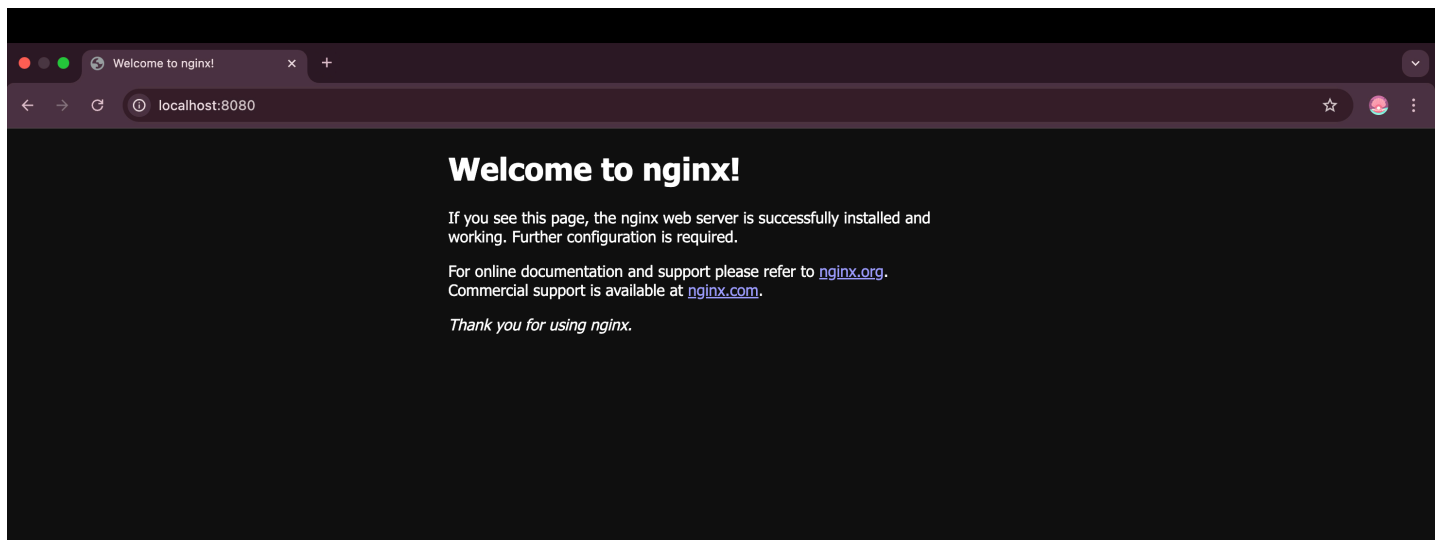 Welcome to nginx!
localhost:8080
Welcome to nginx!
If you see this page, the nginx web server is successfully installed and
working. Further configuration is required.
For online documentation and support please refer to nginx.org.
Commercial support is available at nginx.com.
Thank you for using nginx.